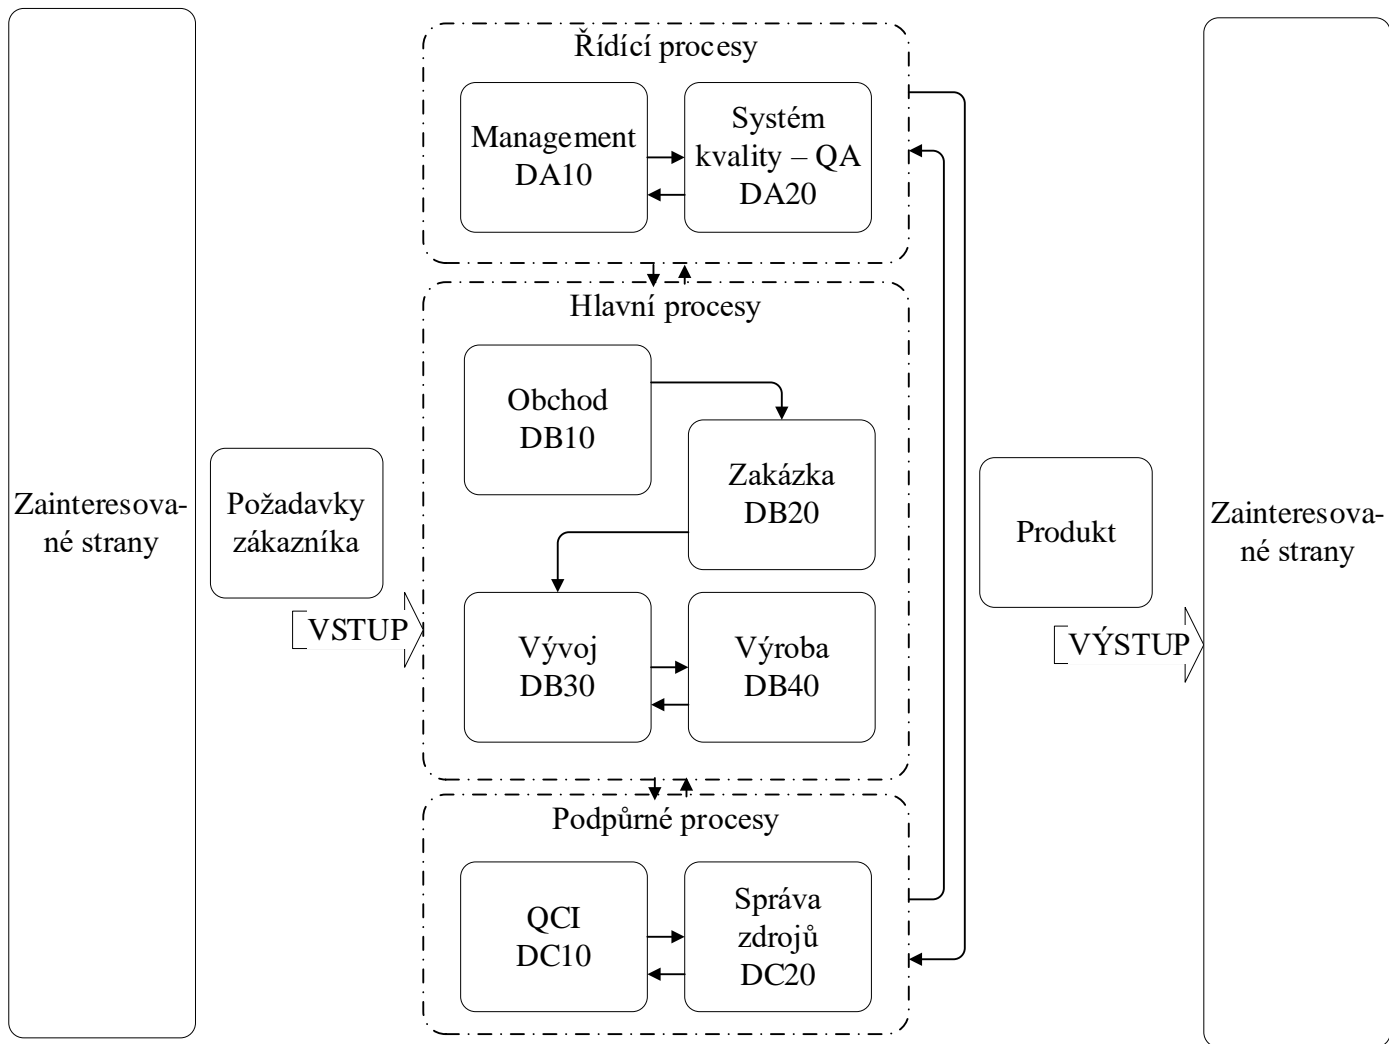 Zainteresova-
né strany
Požadavky
zákazníka
VSTUP
Řídící procesy
Management
DA10
Systém
kvality – QA
DA20
Hlavní procesy
Obchod
DB10
Zakázka
DB20
Vývoj
DB30
Výroba
DB40
Podpůrné procesy
QCI
DC10
Správa
zdrojů
DC20
Produkt
VÝSTUP
Zainteresova-
né strany